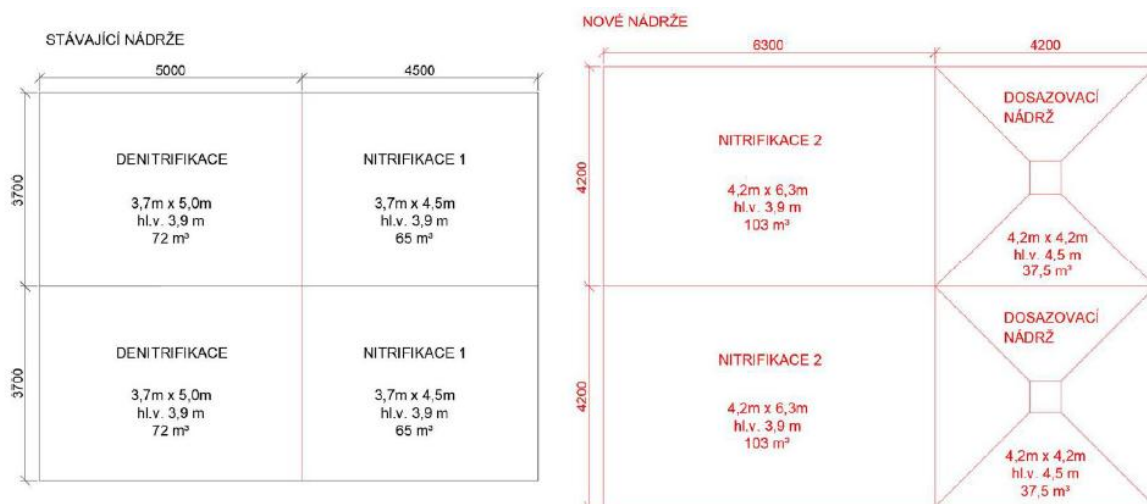 STÁVAJÍCÍ NÁDRŽE
5000
4500
3700
DENITRIFIKACE
3,7m x 5,0m
hl.v. 3,9 m
72 m³
NITRIFIKACE 1
3,7m x 4,5m
hl.v. 3,9 m
65 m³
3700
DENITRIFIKACE
3,7m x 5,0m
hl.v. 3,9 m
72 m³
NITRIFIKACE 1
3,7m x 4,5m
hl.v. 3,9 m
65 m³
NOVÉ NÁDRŽE
6300
4200
4200
NITRIFIKACE 2
4,2m x 6,3m
hl.v. 3,9 m
103 m³
DOSAZOVACÍ
NÁDRŽ
4,2m x 4,2m
hl.v. 4,5 m
37,5 m³
4200
NITRIFIKACE 2
4,2m x 6,3m
hl.v. 3,9 m
103 m³
DOSAZOVACÍ
NÁDRŽ
4,2m x 4,2m
hl.v. 4,5 m
37,5 m³